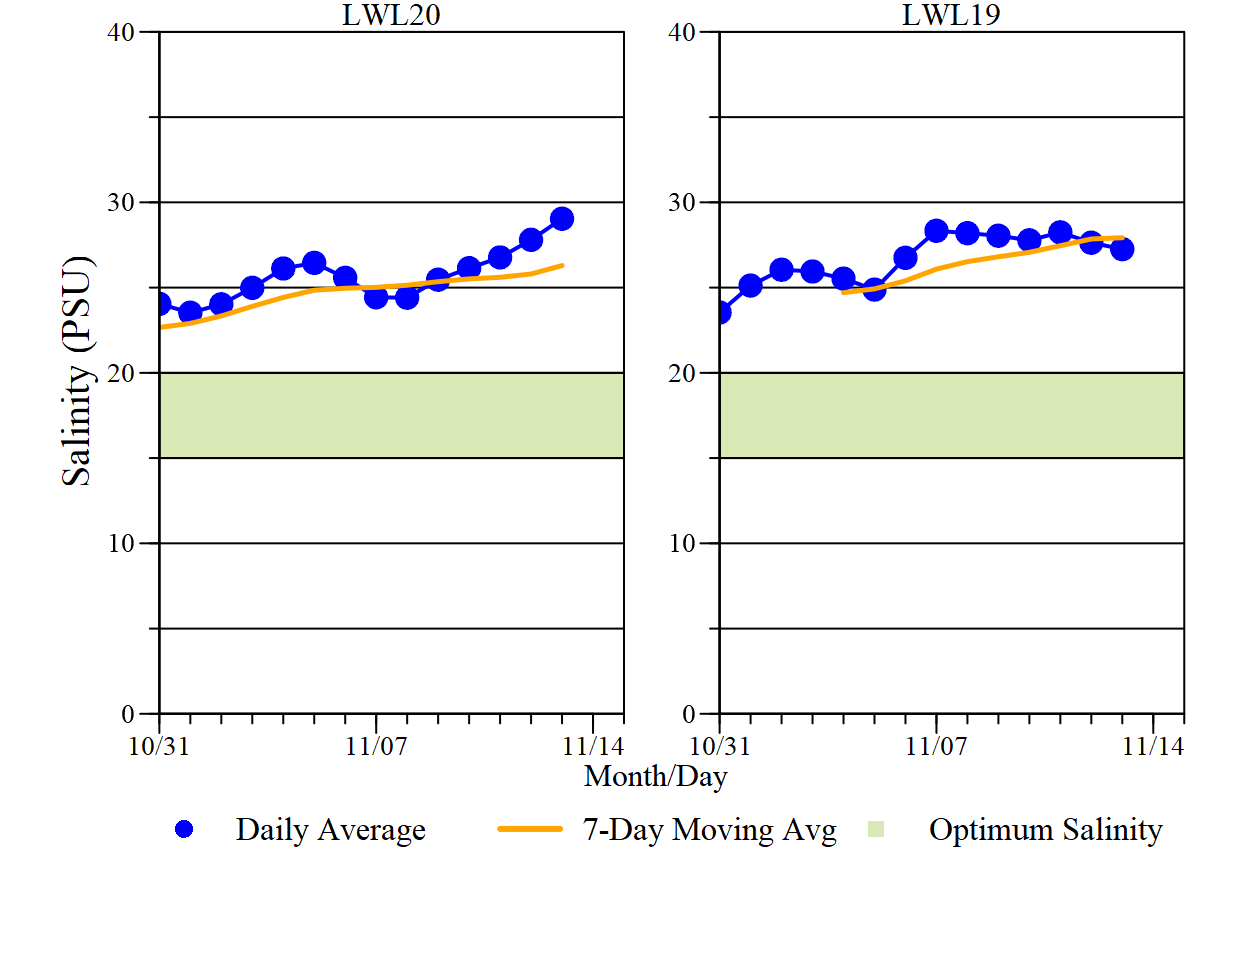 LWL20 LWL19
40 40
30 30
20 20
10 10
0 0
Salinity (PSU)
10/31 11/07 11/14 10/31 11/07 11/14
Month/Day
Daily Average 7-Day Moving Avg Optimum Salinity